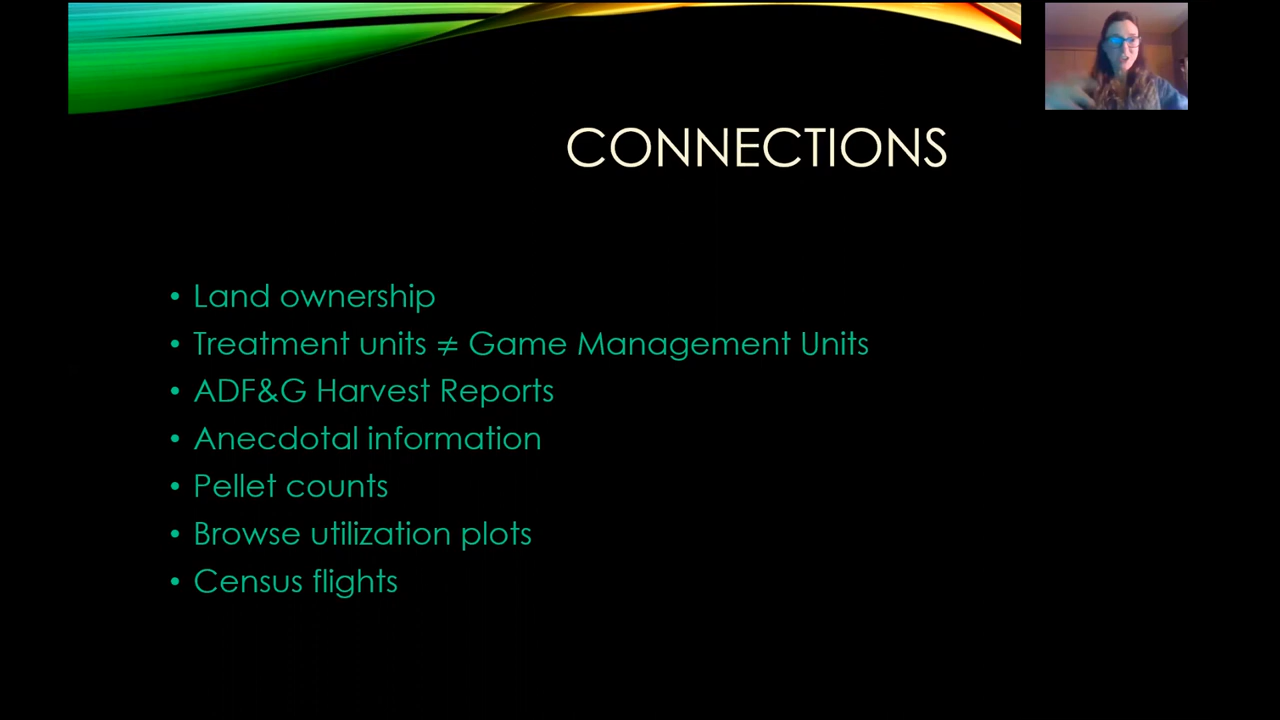 CONNECTIONS
• Land ownership
• Treatment units ≠ Game Management Units
• ADF&G Harvest Reports
• Anecdotal information
• Pellet counts
• Browse utilization plots
• Census flights